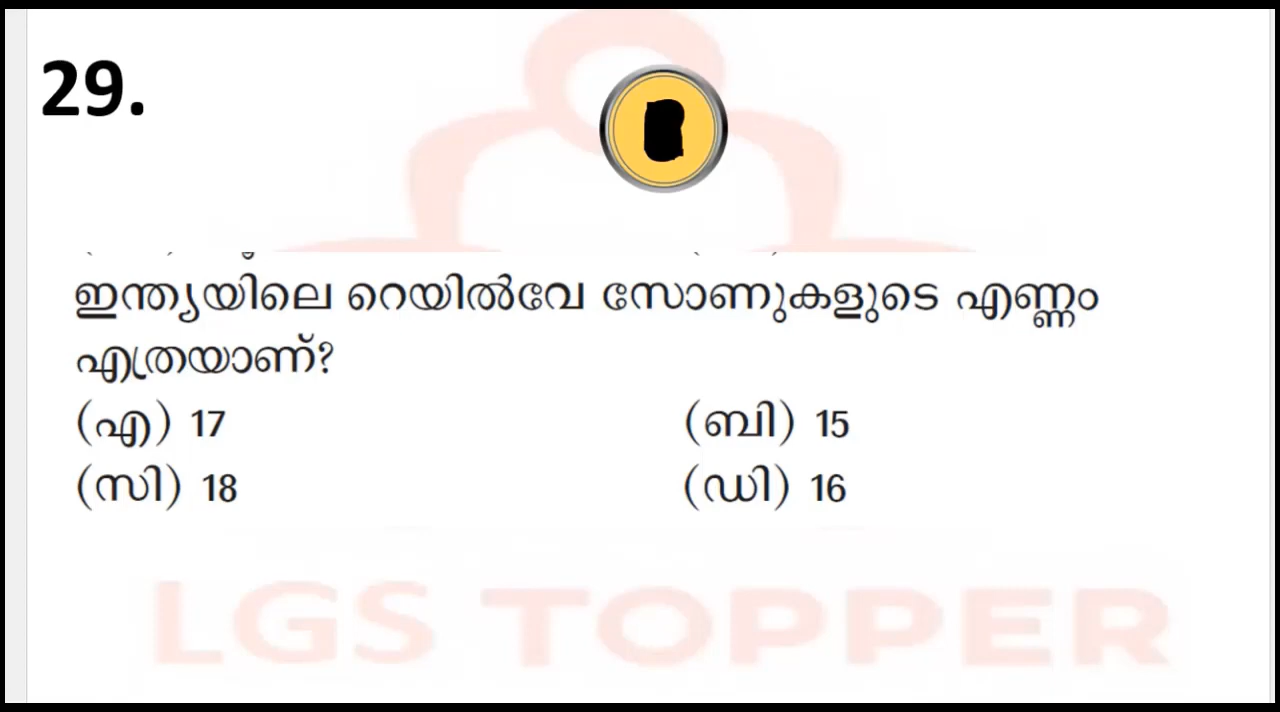 29.
ഇന്ത്യയിലെ റെയിൽവേ സോണുകളുടെ എണ്ണം
എത്രയാണ്?
(എ) 17 (ബി) 15
(സി) 18 (ഡി) 16
LGS TOPPER